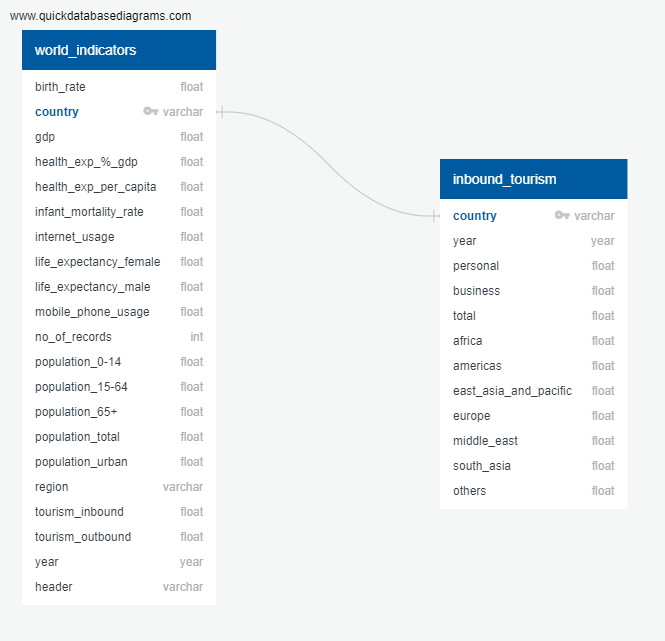 www.quickdatabasediagrams.com
world_indicators
birth_rate float
country varchar
gdp float
health_exp_%_gdp float
health_exp_per_capita float
infant_mortality_rate float
internet_usage float
life_expectancy_female float
life_expectancy_male float
mobile_phone_usage float
no_of_records int
population_0-14 float
population_15-64 float
population_65+ float
population_total float
population_urban float
region varchar
tourism_inbound float
tourism_outbound float
year year
header varchar
inbound_tourism
country varchar
year year
personal float
business float
total float
africa float
americas float
east_asia_and_pacific float
europe float
middle_east float
south_asia float
others float